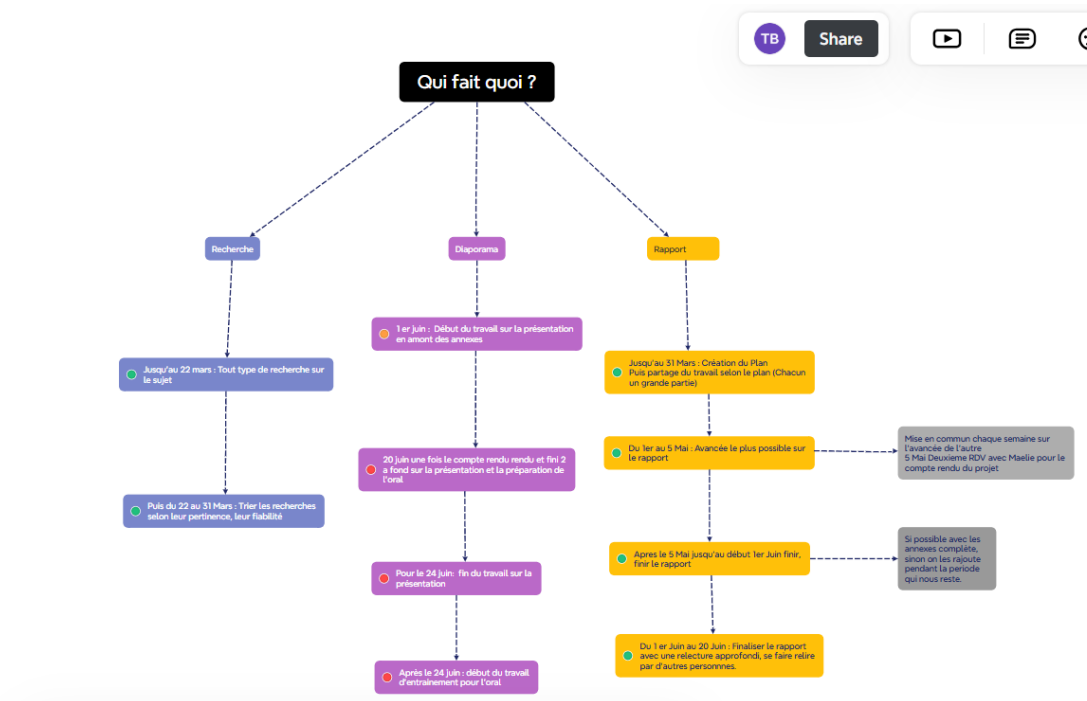 TB
Share
Qui fait quoi ?
Recherche
Jusqu'au 22 mars : Tout type de recherche sur
le sujet
Puis du 22 au 31 Mars : Trier les recherches
selon leur pertinence, leur fiabilité
Diaporama
1 er juin : Début du travail sur la présentation
en amont des annexes
20 juin une fois le compte rendu rendu et fini 2
a fond sur la présentation et la préparation de
l'oral
Pour le 24 juin: fin du travail sur la
présentation
Après le 24 juin : début du travail
d'entrainement pour l'oral
Rapport
Jusqu'au 31 Mars : Création du Plan
Puis partage du travail selon le plan (Chacun
un grande partie)
Du 1er au 5 Mai : Avancée le plus possible sur
le rapport
Mise en commun chaque semaine sur
l'avancée de l'autre
5 Mai Deuxieme RDV avec Maelie pour le
compte rendu du projet
Apres le 5 Mai jusqu'au début 1er Juin finir,
finir le rapport
Si possible avec les
annexes complète,
sinon on les rajoute
pendant la periode
qui nous reste.
Du 1 er Juin au 20 Juin : Finaliser le rapport
avec une relecture approfondi, se faire relire
par d'autres personnnes.